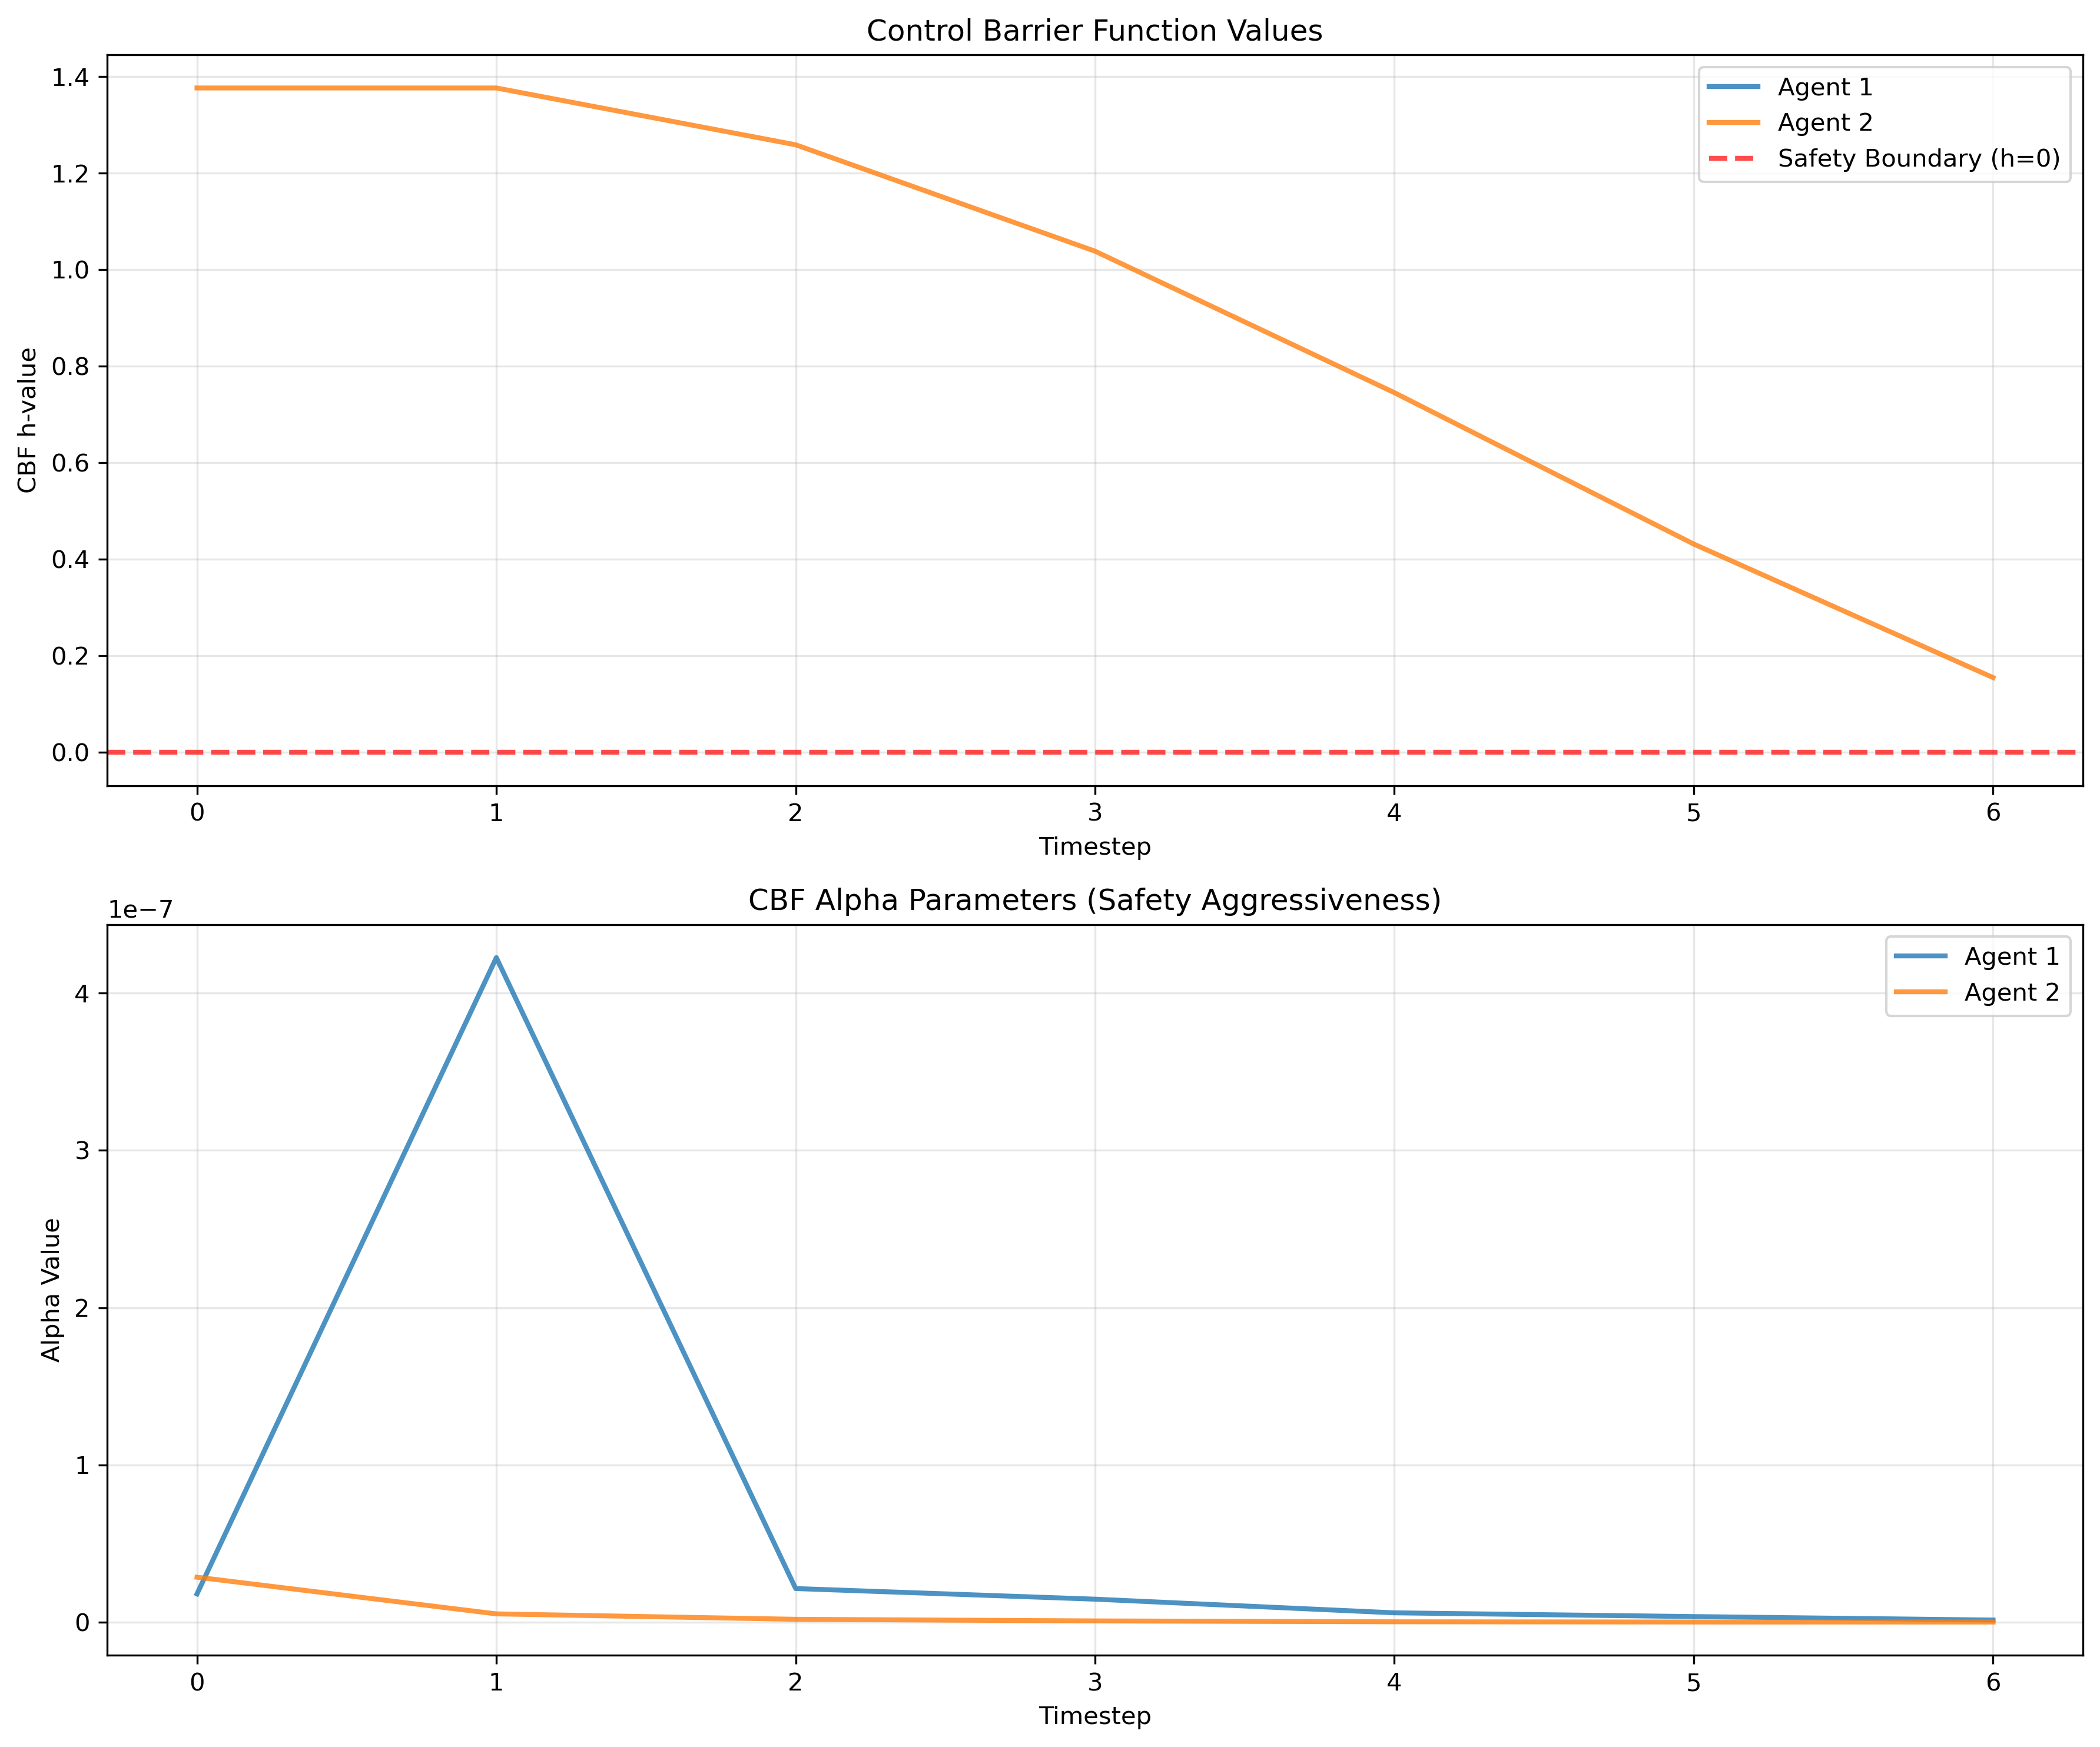 Control Barrier Function Values
1.4
1.2
1.0
0.8
0.6
0.4
0.2
0.0
CBF h-value
Agent 1
Agent 2
Safety Boundary (h=0)
0 1 2 3 4 5 6
Timestep
CBF Alpha Parameters (Safety Aggressiveness)
1e−7
4
3
2
1
0
Alpha Value
Agent 1
Agent 2
0 1 2 3 4 5 6
Timestep